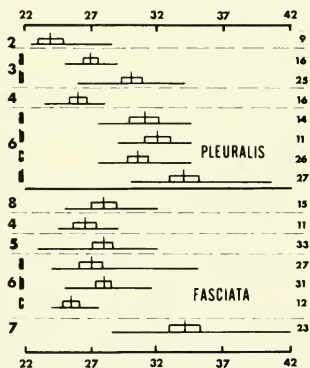 22 27 32 37 42
2 9
3 a 16
b 25
4 16
a 14
6 b 11
PLEURALIS
c 26
d 27
8 15
4 11
5 33
a 27
6 b 31
FASCIATA
c 12
7 23
22 27 32 37 42